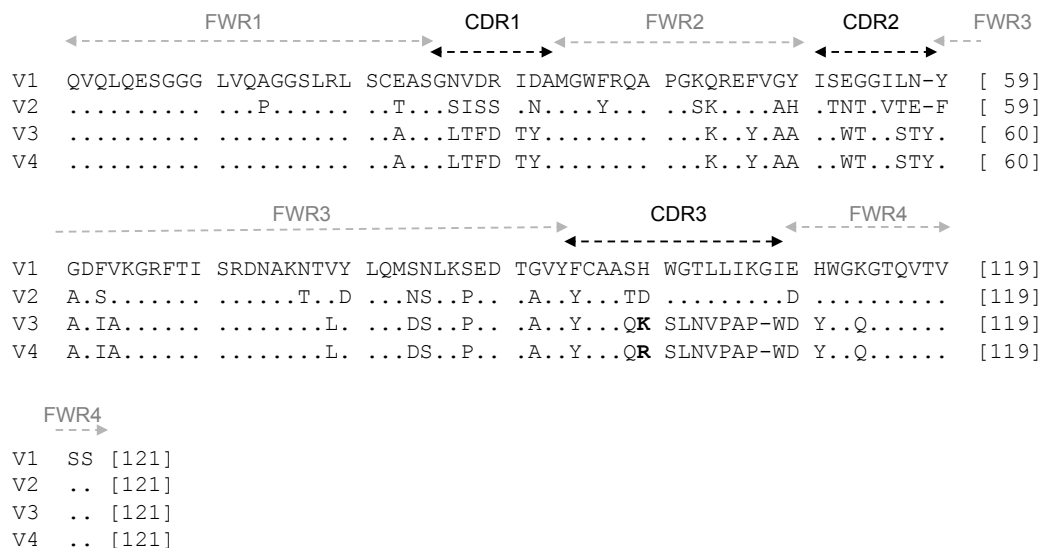 FWR1 CDR1 FWR2 CDR2 FWR3
V1 QVQLQESGGG LVQAGGSLRL SCEASGNVDR IDAMGWFRQA PGKQREFVGY ISEGGILN-Y [ 59]
V2 .......... ...P...... ..T...SISS .N...Y.... ...SK...AH .TNT.VTE-F [ 59]
V3 .......... .......... ..A...LTFD TY........ ...K..Y.AA ..WT..STY. [ 60]
V4 .......... .......... ..A...LTFD TY........ ...K..Y.AA ..WT..STY. [ 60]
FWR3 CDR3 FWR4
V1 GDFVKGRFTI SRDNAKNTVY LQMSNLKSED TGVYFCAASH WGTLLIKGIE HWGKGTQVTV [119]
V2 A.S....... ......T..D ...NS..P.. .A..Y...TD .........D .......... [119]
V3 A.IA...... ........L. ...DS..P.. .A..Y...QK SLNVPAP-WD Y..Q...... [119]
V4 A.IA...... ........L. ...DS..P.. .A..Y...QR SLNVPAP-WD Y..Q...... [119]
FWR4
V1 SS [121]
V2 .. [121]
V3 .. [121]
V4 .. [121]